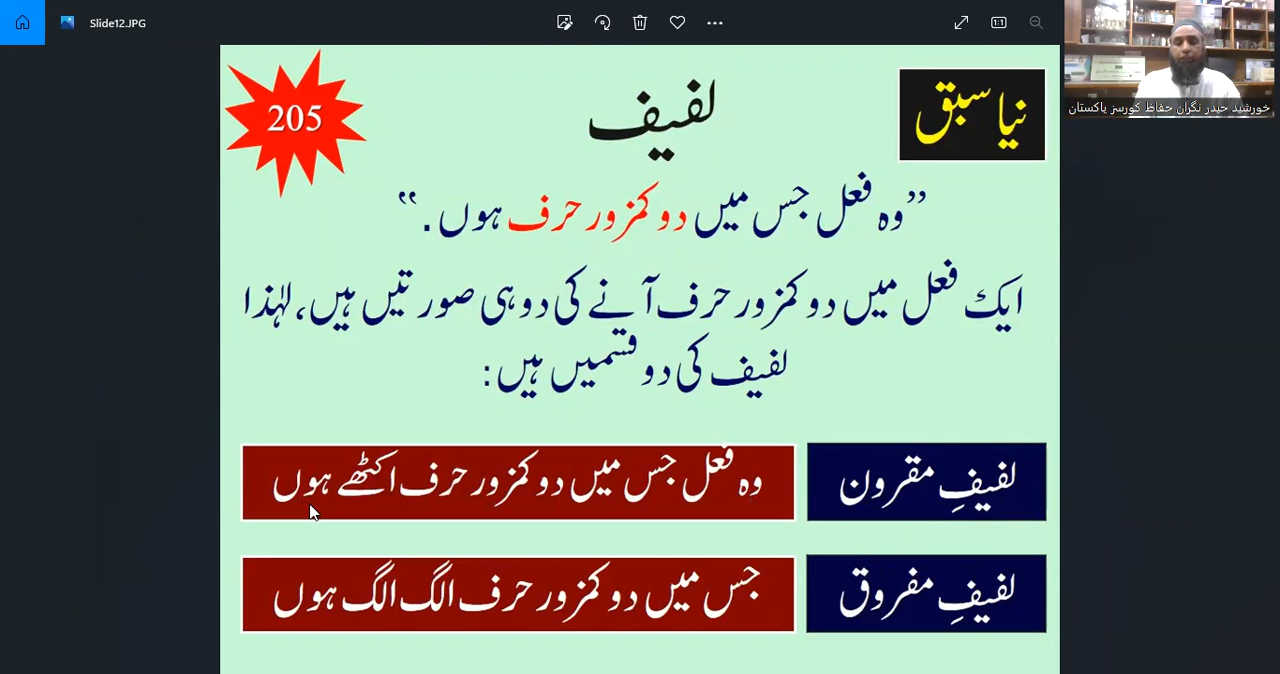 Slide12.JPG
خورشید حیدر نگران حفاظ کورسز پاکستان
نیا سبق
لفیف
205
”وہ فعل جس میں دو کمزور حرف ہوں.“
ایک فعل میں دو کمزور حرف آنے کی دو ہی صورتیں ہیں، لہٰذا
لفیف کی دو قسمیں ہیں:
لفیفِ مقرون
وہ فعل جس میں دو کمزور حرف اکٹھے ہوں
لفیفِ مفروق
جس میں دو کمزور حرف الگ الگ ہوں